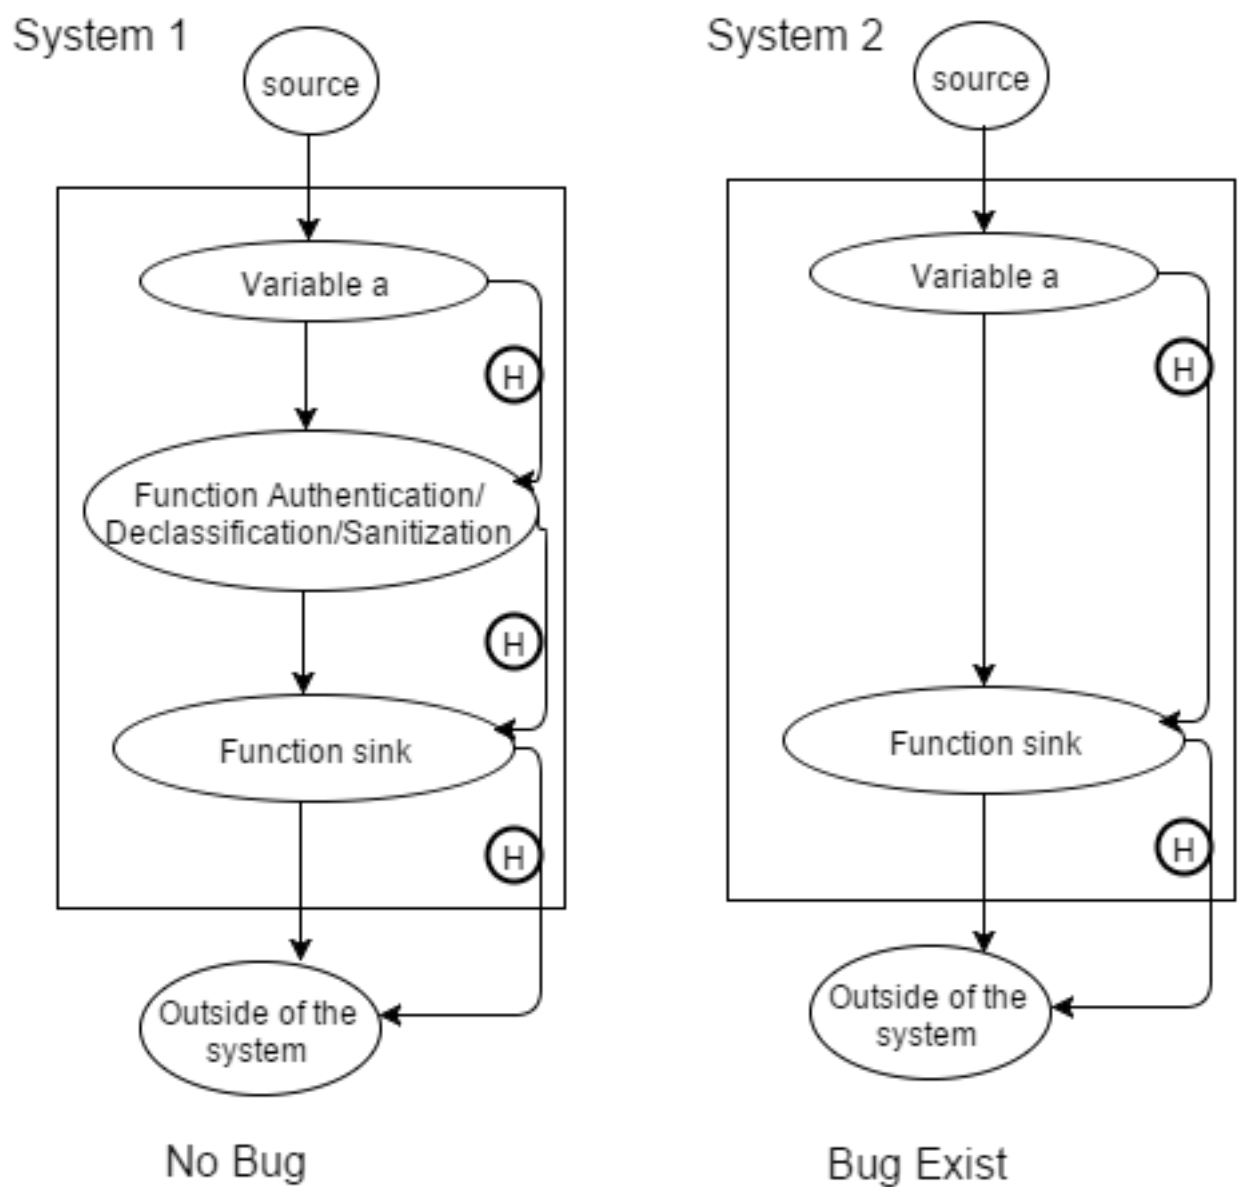 System 1
source
Variable a
H
Function Authentication/
Declassification/Sanitization
H
Function sink
H
Outside of the
system
No Bug
System 2
source
Variable a
H
Function sink
H
Outside of the
system
Bug Exist